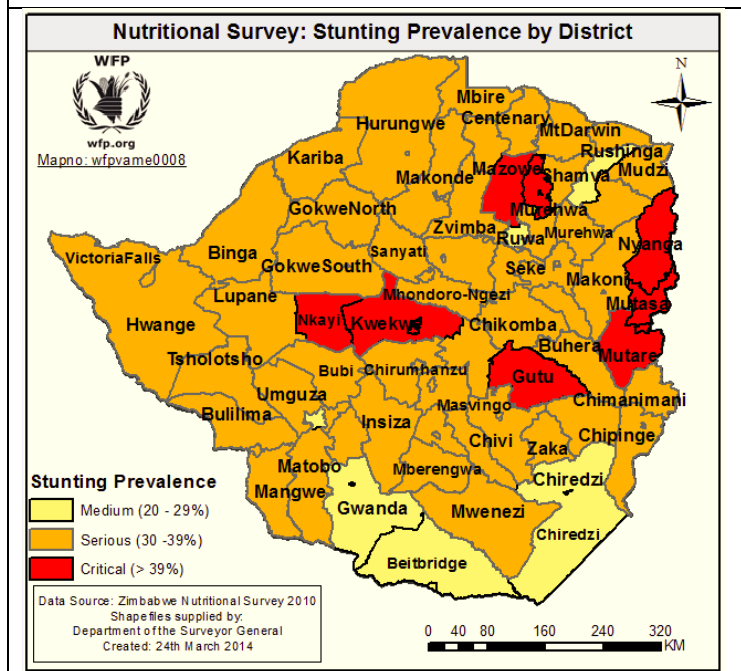 Nutritional Survey: Stunting Prevalence by District
WFP
wfp.org
Mapno: wfpvame0008
N
Mbire
Centenary
Hurungwe
MtDarwin
Rushinga
Kariba
Mazowe
Shamva
Mudzi
Makonde
Murehwa
GokweNorth
Zvimba
Ruwa
Murehwa
Nyanga
VictoriaFalls
Binga
Sanyati
GokweSouth
Seke
Makoni
Lupane
Mhondoro-Ngezi
Mutasa
Hwange
Nkayi
Kwekwe
Chikomba
Buhera
Mutare
Tsholotsho
Bubi
Chirumhanzu
Gutu
Umguza
Chimanimani
Bulilima
Insiza
Masvingo
Chivi
Zaka
Chipinge
Matobo
Mberengwa
Chiredzi
Mangwe
Gwanda
Mwenezi
Chiredzi
Beitbridge
Stunting Prevalence
Medium (20 - 29%)
Serious (30 -39%)
Critical (> 39%)
Data Source: Zimbabwe Nutritional Survey 2010
Shapefiles supplied by:
Department of the Surveyor General
Created: 24th March 2014
0 40 80 160 240 320
KM